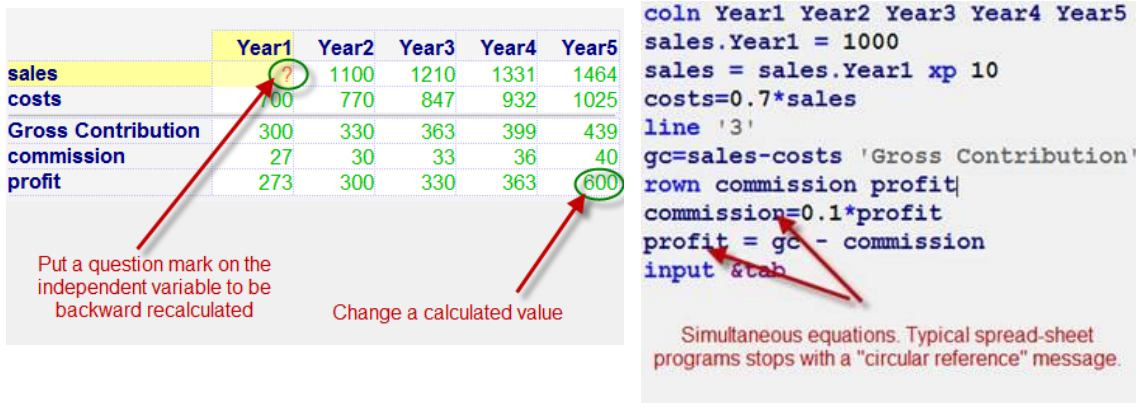 Year1 Year2 Year3 Year4 Year5
sales ? 1100 1210 1331 1464
costs 700 770 847 932 1025
Gross Contribution 300 330 363 399 439
commission 27 30 33 36 40
profit 273 300 330 363 600
Put a question mark on the
independent variable to be
backward recalculated
Change a calculated value
coln Year1 Year2 Year3 Year4 Year5
sales.Year1 = 1000
sales = sales.Year1 xp 10
costs=0.7*sales
line '3'
gc=sales-costs 'Gross Contribution'
rown commission profit
commission=0.1*profit
profit = gc - commission
input &tab
Simultaneous equations. Typical spread-sheet
programs stops with a "circular reference" message.